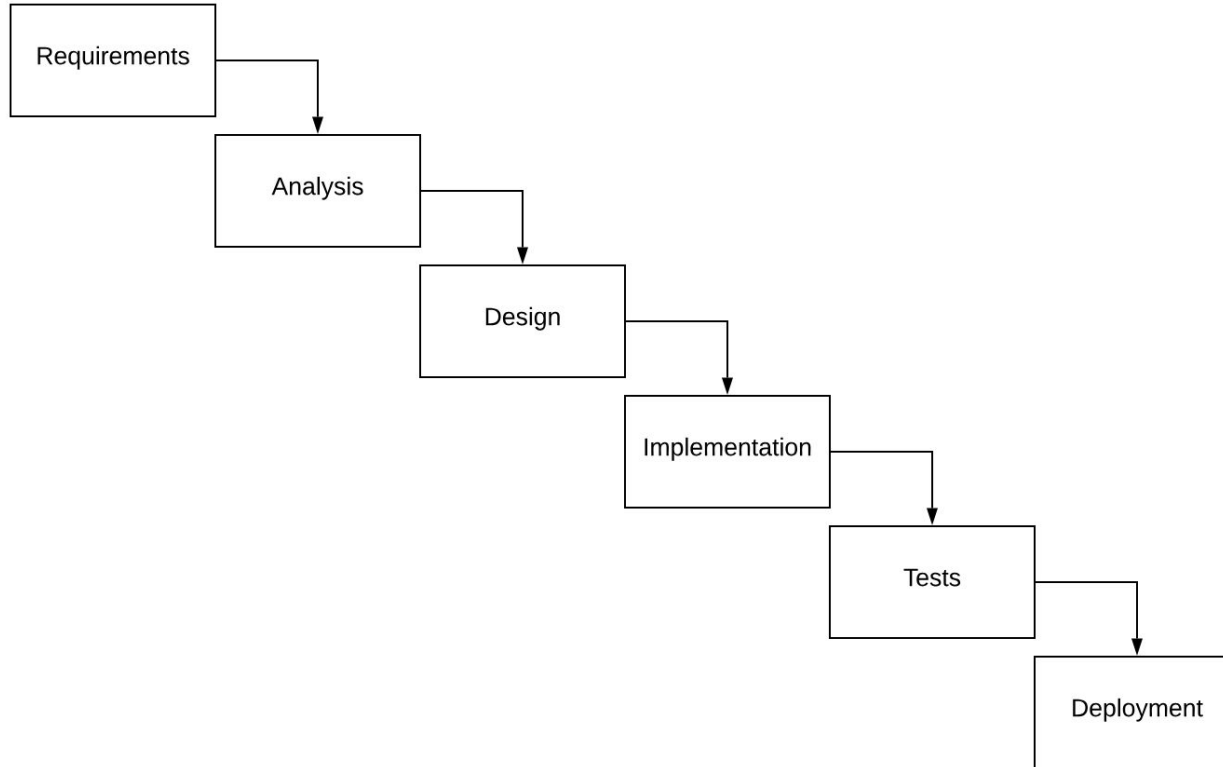 Requirements
Analysis
Design
Implementation
Tests
Deployment